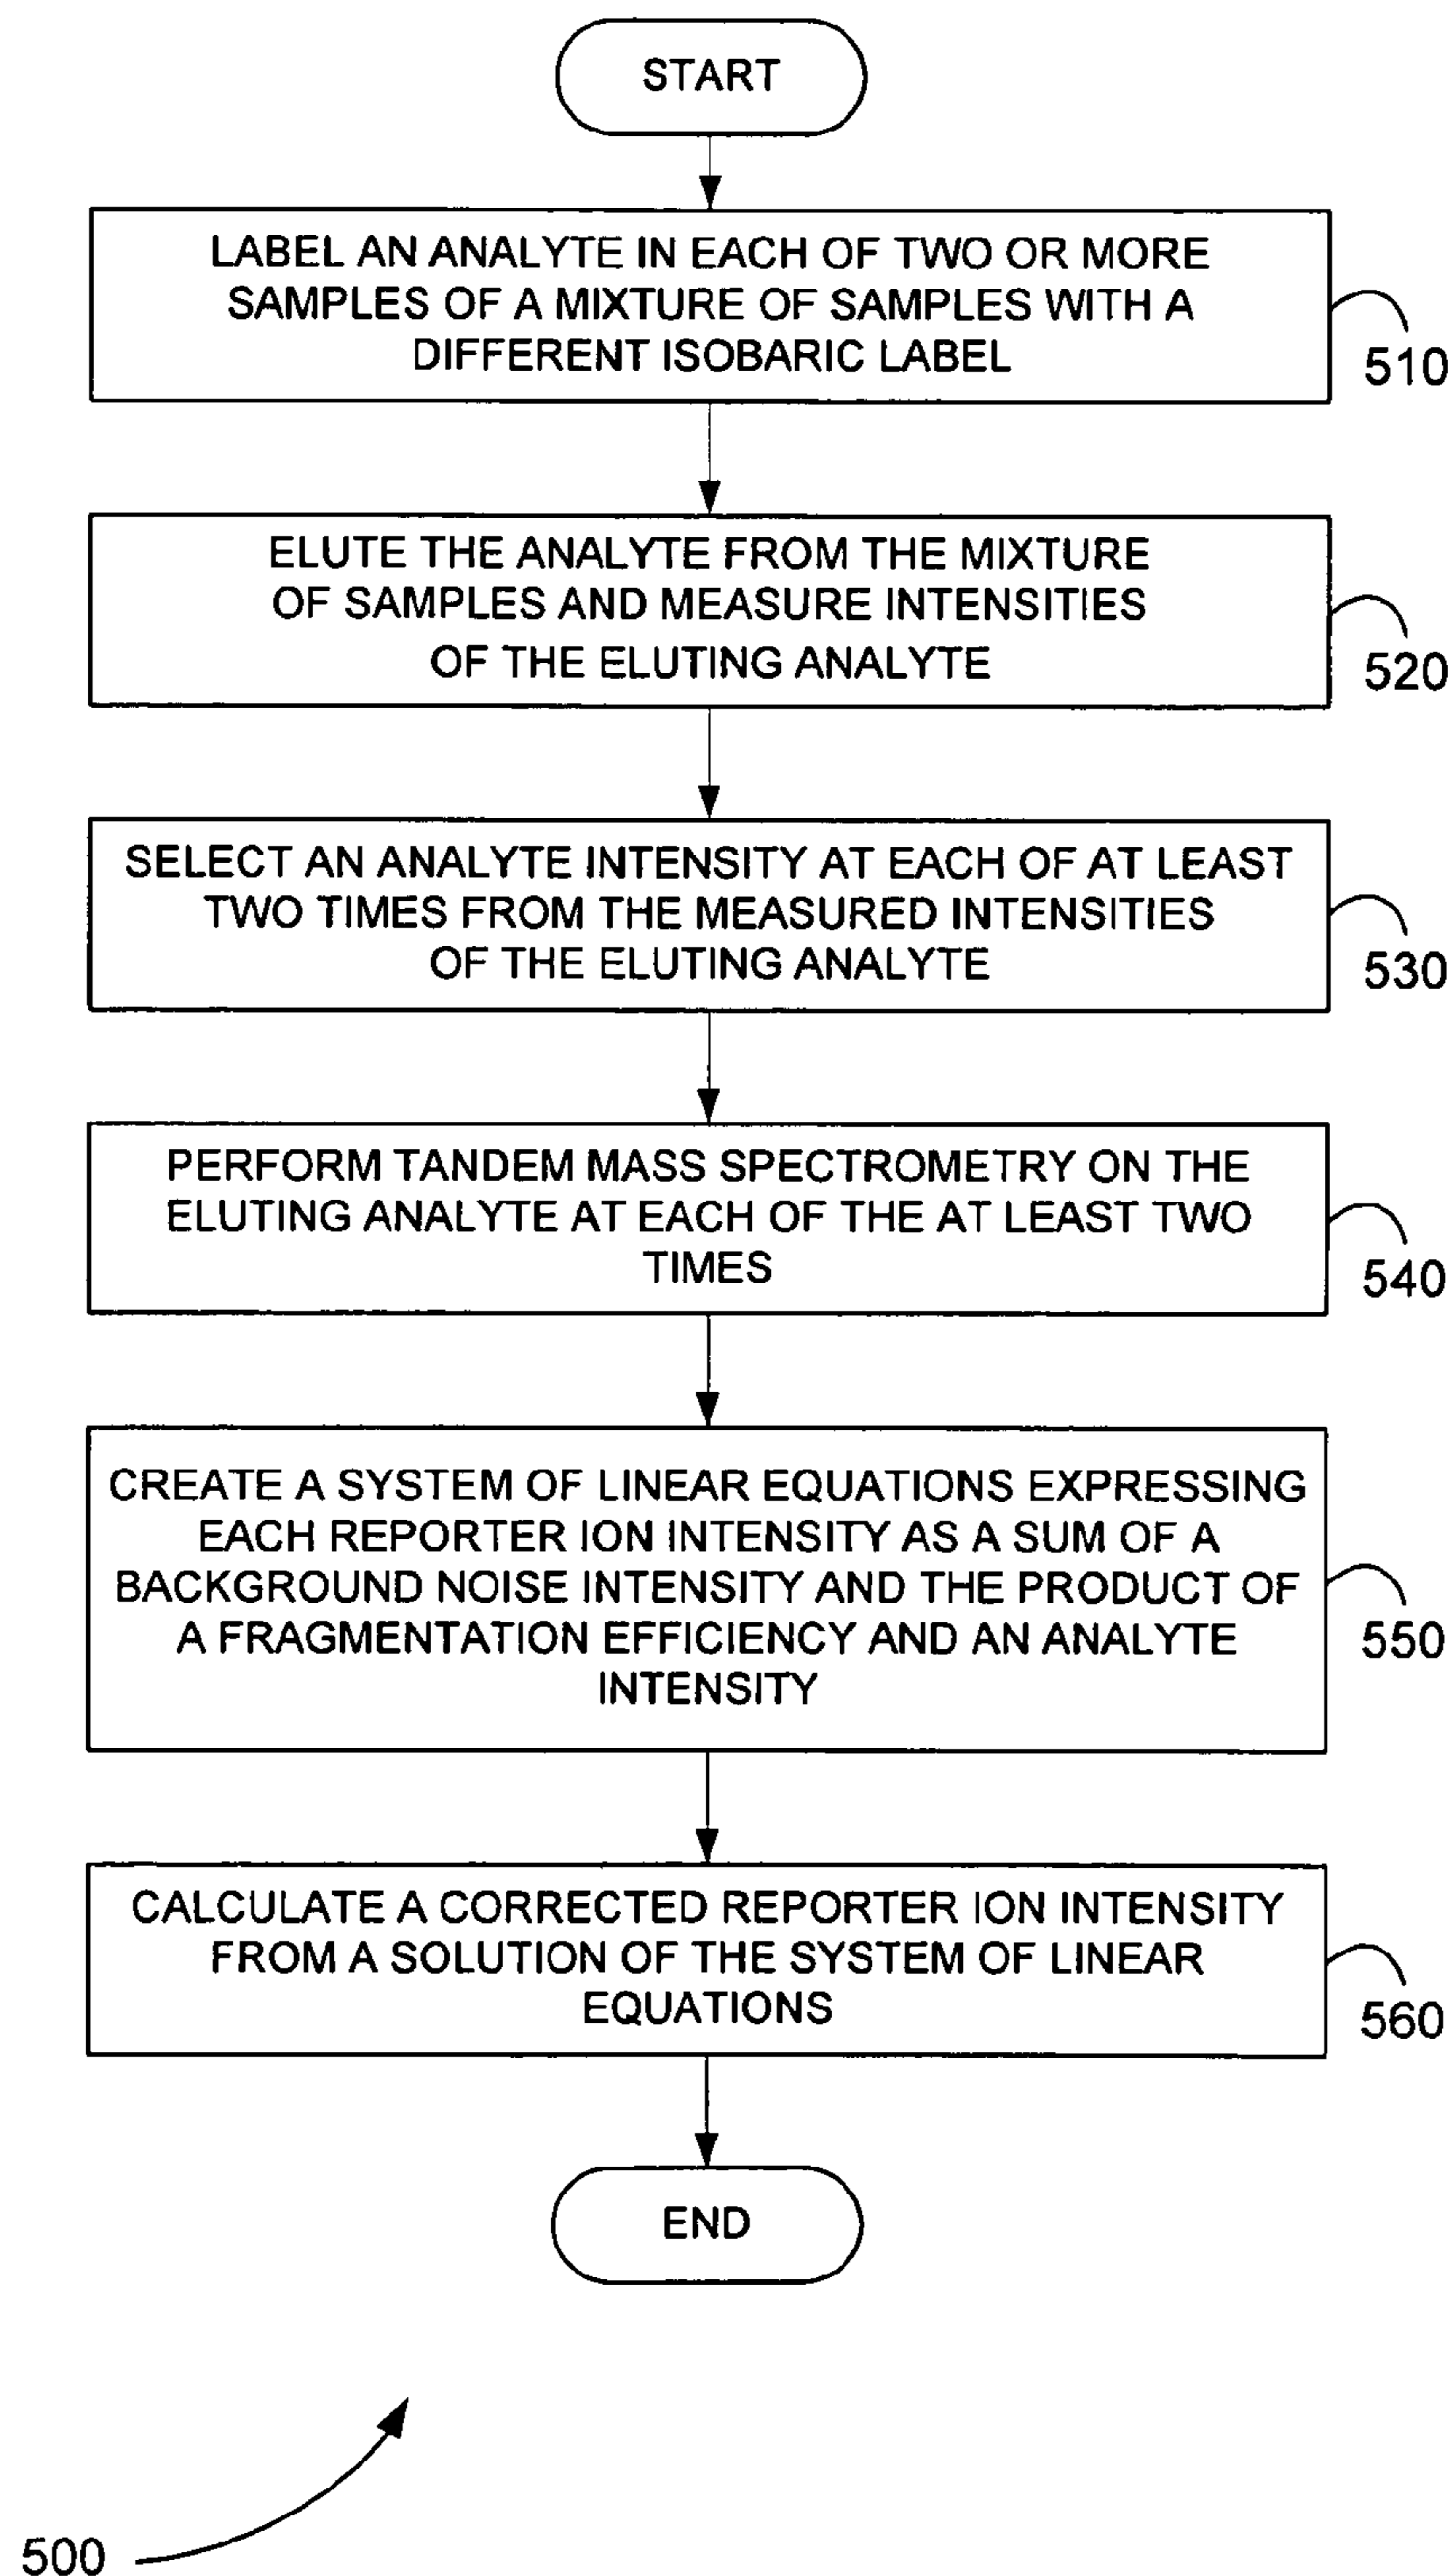 START
LABEL AN ANALYTE IN EACH OF TWO OR MORE
SAMPLES OF A MIXTURE OF SAMPLES WITH A
DIFFERENT ISOBARIC LABEL
510
ELUTE THE ANALYTE FROM THE MIXTURE
OF SAMPLES AND MEASURE INTENSITIES
OF THE ELUTING ANALYTE
520
SELECT AN ANALYTE INTENSITY AT EACH OF AT LEAST
TWO TIMES FROM THE MEASURED INTENSITIES
OF THE ELUTING ANALYTE
530
PERFORM TANDEM MASS SPECTROMETRY ON THE
ELUTING ANALYTE AT EACH OF THE AT LEAST TWO
TIMES
540
CREATE A SYSTEM OF LINEAR EQUATIONS EXPRESSING
EACH REPORTER ION INTENSITY AS A SUM OF A
BACKGROUND NOISE INTENSITY AND THE PRODUCT OF
A FRAGMENTATION EFFICIENCY AND AN ANALYTE
INTENSITY
550
CALCULATE A CORRECTED REPORTER ION INTENSITY
FROM A SOLUTION OF THE SYSTEM OF LINEAR
EQUATIONS
560
END
500